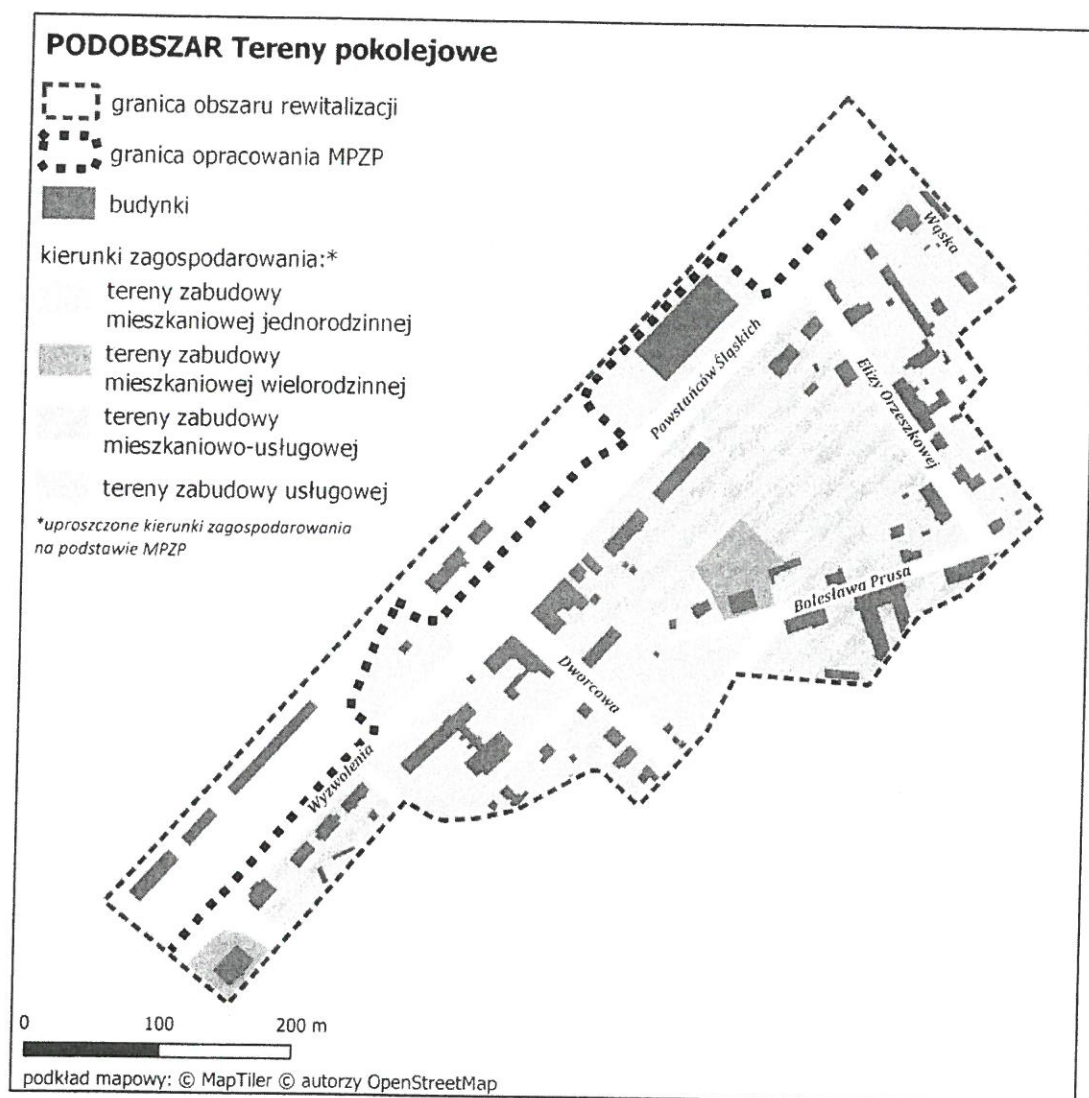 PODOBSZAR Tereny pokolejowe
granica obszaru rewitalizacji
granica opracowania MPZP
budynki
kierunki zagospodarowania:*
tereny zabudowy
mieszkaniowej jednorodzinnej
tereny zabudowy
mieszkaniowej wielorodzinnej
tereny zabudowy
mieszkaniowo-usługowej
tereny zabudowy usługowej
*uproszczone kierunki zagospodarowania
na podstawie MPZP
Wąska
Powstańców Śląskich
Elizy Orzeszkowej
Bolesława Prusa
Dworcowa
Wyzwolenia
0 100 200 m
podkład mapowy: © MapTiler © autorzy OpenStreetMap